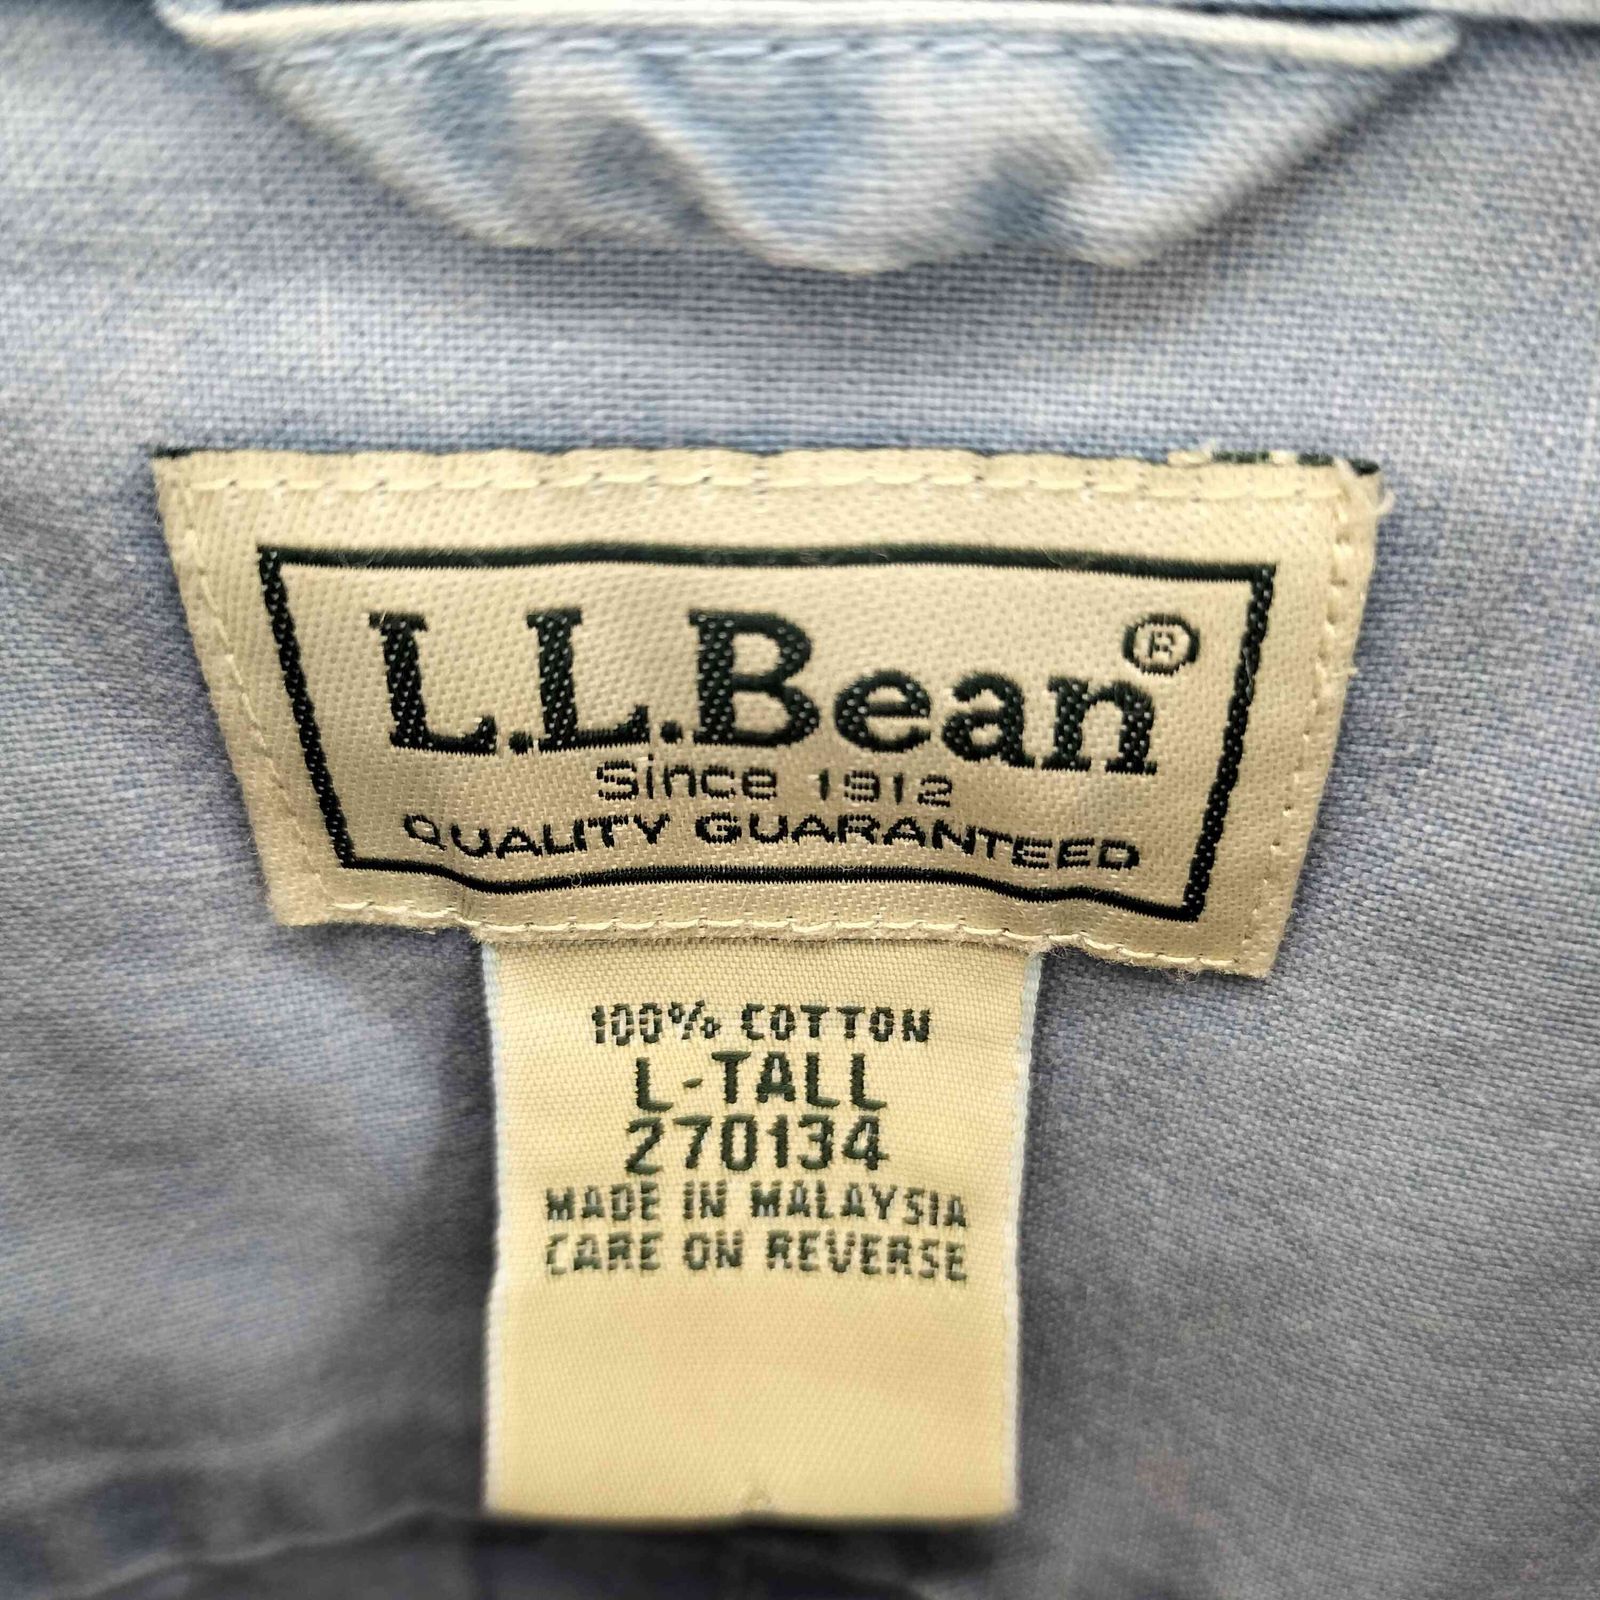 L.L.Bean®
Since 1912
QUALITY GUARANTEED
100% COTTON
L-TALL
270134
MADE IN MALAYSIA
CARE ON REVERSE